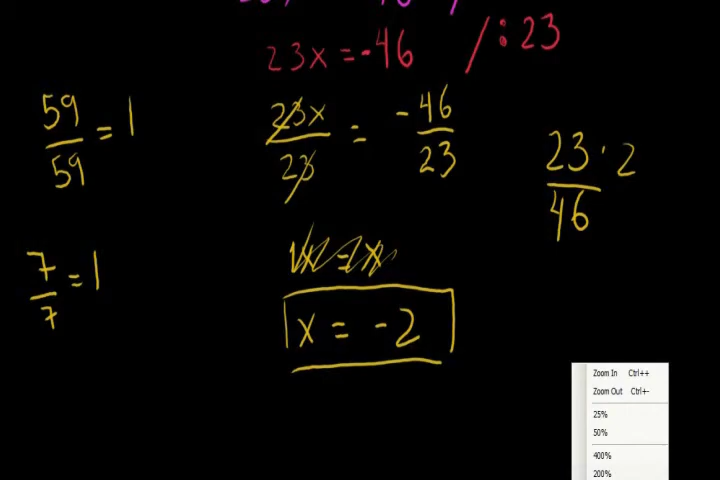 23x = -46 /:23
59/59 = 1
23x/23 = -46/23
23 · 2
46
7/7 = 1
x = -2
Zoom In Ctrl++
Zoom Out Ctrl+-
25%
50%
400%
200%